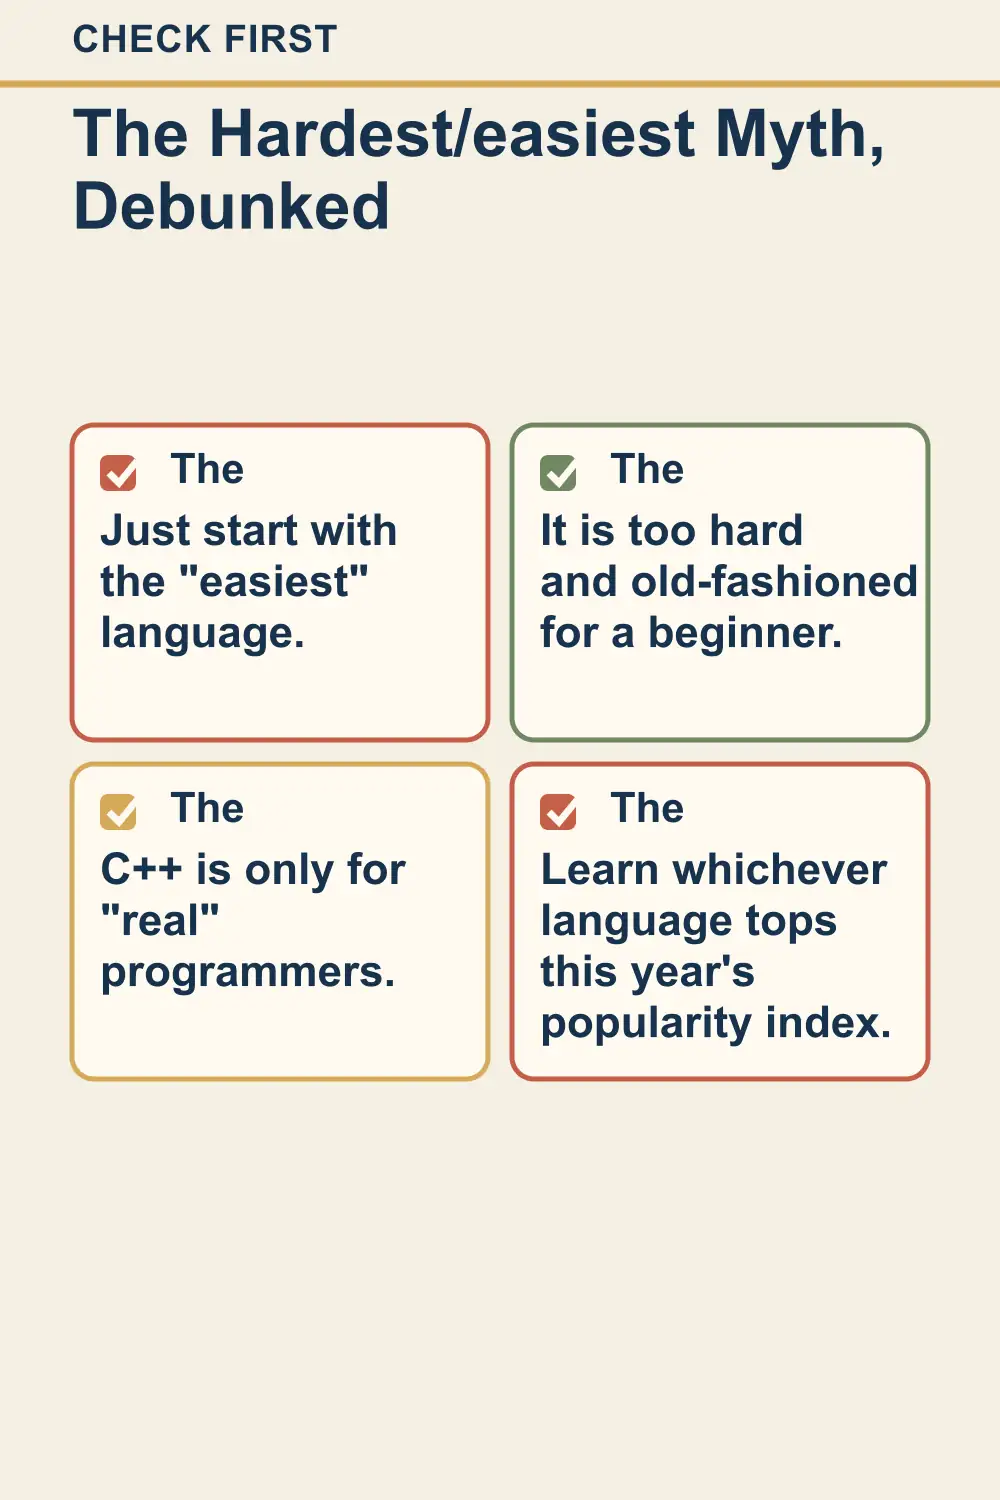 CHECK FIRST
The Hardest/easiest Myth,
Debunked
The
Just start with
the "easiest"
language.
The
It is too hard
and old-fashioned
for a beginner.
The
C++ is only for
"real"
programmers.
The
Learn whichever
language tops
this year's
popularity index.